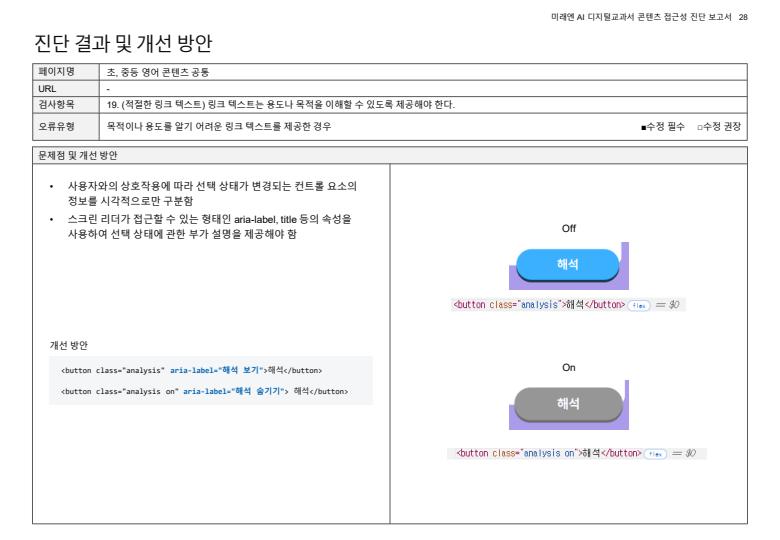 미래엔 AI 디지털교과서 콘텐츠 접근성 진단 보고서 28
진단 결과 및 개선 방안
페이지명 초, 중등 영어 콘텐츠 공통
URL -
검사항목 19. (적절한 링크 텍스트) 링크 텍스트는 용도나 목적을 이해할 수 있도록 제공해야 한다.
오류유형 목적이나 용도를 알기 어려운 링크 텍스트를 제공한 경우 ■수정 필수 □수정 권장
문제점 및 개선 방안
• 사용자와의 상호작용에 따라 선택 상태가 변경되는 컨트롤 요소의
정보를 시각적으로만 구분함
• 스크린 리더가 접근할 수 있는 형태인 aria-label, title 등의 속성을
사용하여 선택 상태에 관한 부가 설명을 제공해야 함
개선 방안
<button class="analysis" aria-label="해석 보기">해석</button>
<button class="analysis on" aria-label="해석 숨기기"> 해석</button>
Off
해석
<button class="analysis">해석</button> flex == $0
On
해석
<button class="analysis on">해석</button> flex == $0